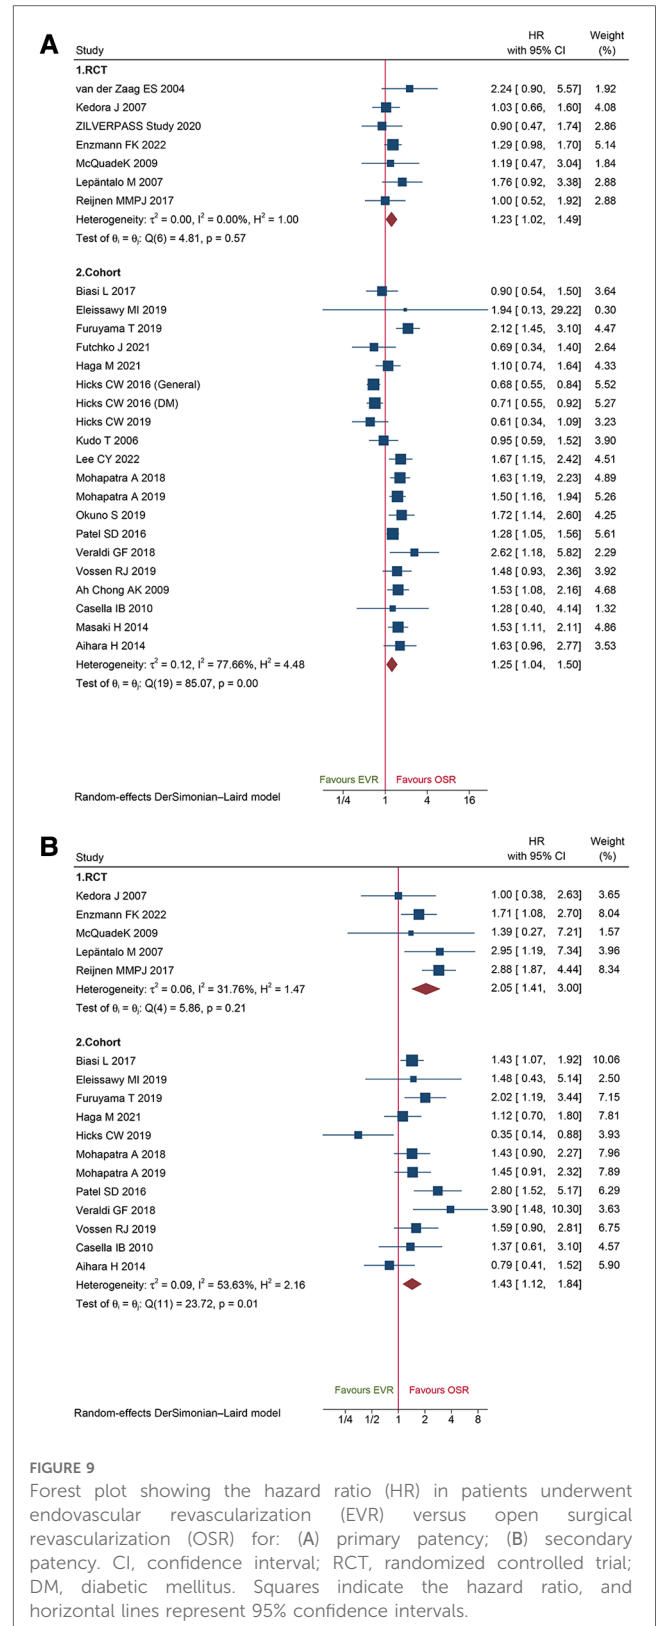 A
Study
HR with 95% CI
Weight (%)
1.RCT
van der Zaag ES 2004 2.24 [ 0.90, 5.57] 1.92
Kedora J 2007 1.03 [ 0.66, 1.60] 4.08
ZILVERPASS Study 2020 0.90 [ 0.47, 1.74] 2.86
Enzmann FK 2022 1.29 [ 0.98, 1.70] 5.14
McQuadeK 2009 1.19 [ 0.47, 3.04] 1.84
Lepäntalo M 2007 1.76 [ 0.92, 3.38] 2.88
Reijnen MMPJ 2017 1.00 [ 0.52, 1.92] 2.88
Heterogeneity: τ² = 0.00, I² = 0.00%, H² = 1.00 1.23 [ 1.02, 1.49]
Test of θᵢ = θⱼ: Q(6) = 4.81, p = 0.57
2.Cohort
Biasi L 2017 0.90 [ 0.54, 1.50] 3.64
Eleissawy MI 2019 1.94 [ 0.13, 29.22] 0.30
Furuyama T 2019 2.12 [ 1.45, 3.10] 4.47
Futchko J 2021 0.69 [ 0.34, 1.40] 2.64
Haga M 2021 1.10 [ 0.74, 1.64] 4.33
Hicks CW 2016 (General) 0.68 [ 0.55, 0.84] 5.52
Hicks CW 2016 (DM) 0.71 [ 0.55, 0.92] 5.27
Hicks CW 2019 0.61 [ 0.34, 1.09] 3.23
Kudo T 2006 0.95 [ 0.59, 1.52] 3.90
Lee CY 2022 1.67 [ 1.15, 2.42] 4.51
Mohapatra A 2018 1.63 [ 1.19, 2.23] 4.89
Mohapatra A 2019 1.50 [ 1.16, 1.94] 5.26
Okuno S 2019 1.72 [ 1.14, 2.60] 4.25
Patel SD 2016 1.28 [ 1.05, 1.56] 5.61
Veraldi GF 2018 2.62 [ 1.18, 5.82] 2.29
Vossen RJ 2019 1.48 [ 0.93, 2.36] 3.92
Ah Chong AK 2009 1.53 [ 1.08, 2.16] 4.68
Casella IB 2010 1.28 [ 0.40, 4.14] 1.32
Masaki H 2014 1.53 [ 1.11, 2.11] 4.86
Aihara H 2014 1.63 [ 0.96, 2.77] 3.53
Heterogeneity: τ² = 0.12, I² = 77.66%, H² = 4.48 1.25 [ 1.04, 1.50]
Test of θᵢ = θⱼ: Q(19) = 85.07, p = 0.00
Favours EVR Favours OSR
Random-effects DerSimonian–Laird model
1/4 1 4 16
B
Study
HR with 95% CI
Weight (%)
1.RCT
Kedora J 2007 1.00 [ 0.38, 2.63] 3.65
Enzmann FK 2022 1.71 [ 1.08, 2.70] 8.04
McQuadeK 2009 1.39 [ 0.27, 7.21] 1.57
Lepäntalo M 2007 2.95 [ 1.19, 7.34] 3.96
Reijnen MMPJ 2017 2.88 [ 1.87, 4.44] 8.34
Heterogeneity: τ² = 0.06, I² = 31.76%, H² = 1.47 2.05 [ 1.41, 3.00]
Test of θᵢ = θⱼ: Q(4) = 5.86, p = 0.21
2.Cohort
Biasi L 2017 1.43 [ 1.07, 1.92] 10.06
Eleissawy MI 2019 1.48 [ 0.43, 5.14] 2.50
Furuyama T 2019 2.02 [ 1.19, 3.44] 7.15
Haga M 2021 1.12 [ 0.70, 1.80] 7.81
Hicks CW 2019 0.35 [ 0.14, 0.88] 3.93
Mohapatra A 2018 1.43 [ 0.90, 2.27] 7.96
Mohapatra A 2019 1.45 [ 0.91, 2.32] 7.89
Patel SD 2016 2.80 [ 1.52, 5.17] 6.29
Veraldi GF 2018 3.90 [ 1.48, 10.30] 3.63
Vossen RJ 2019 1.59 [ 0.90, 2.81] 6.75
Casella IB 2010 1.37 [ 0.61, 3.10] 4.57
Aihara H 2014 0.79 [ 0.41, 1.52] 5.90
Heterogeneity: τ² = 0.09, I² = 53.63%, H² = 2.16 1.43 [ 1.12, 1.84]
Test of θᵢ = θⱼ: Q(11) = 23.72, p = 0.01
Favours EVR Favours OSR
Random-effects DerSimonian–Laird model
1/4 1/2 1 2 4 8
FIGURE 9
Forest plot showing the hazard ratio (HR) in patients underwent
endovascular revascularization (EVR) versus open surgical
revascularization (OSR) for: (A) primary patency; (B) secondary
patency. CI, confidence interval; RCT, randomized controlled trial;
DM, diabetic mellitus. Squares indicate the hazard ratio, and
horizontal lines represent 95% confidence intervals.